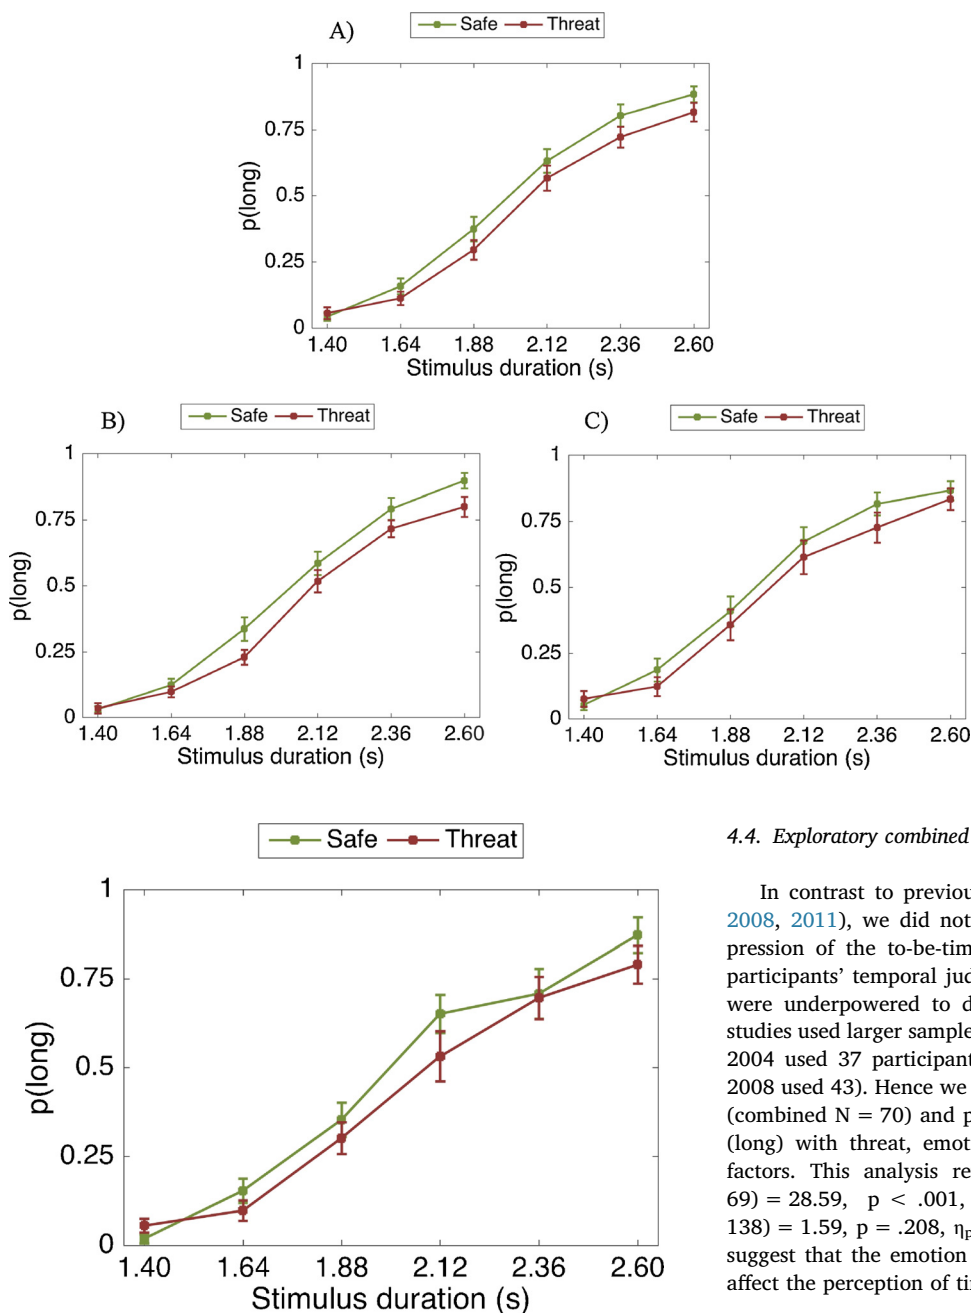 A)
Safe Threat
1
0.75
0.5
0.25
0
p(long)
1.40 1.64 1.88 2.12 2.36 2.60
Stimulus duration (s)
B)
Safe Threat
1
0.75
0.5
0.25
0
p(long)
1.40 1.64 1.88 2.12 2.36 2.60
Stimulus duration (s)
C)
Safe Threat
1
0.75
0.5
0.25
0
p(long)
1.40 1.64 1.88 2.12 2.36 2.60
Stimulus duration (s)
Safe Threat
1
0.75
0.5
0.25
0
p(long)
1.40 1.64 1.88 2.12 2.36 2.60
Stimulus duration (s)
4.4. Exploratory combined
In contrast to previou
2008, 2011), we did not
pression of the to-be-tim
participants' temporal jud
were underpowered to d
studies used larger sample
2004 used 37 participant
2008 used 43). Hence we
(combined N = 70) and p
(long) with threat, emoti
factors. This analysis re
69) = 28.59, p < .001,
138) = 1.59, p = .208, ηp
suggest that the emotion
affect the perception of ti